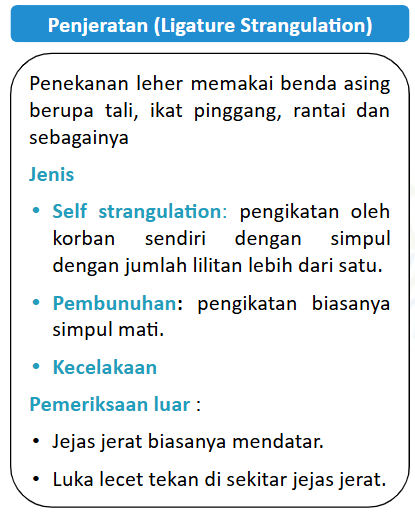 Penjeratan (Ligature Strangulation)
Penekanan leher memakai benda asing
berupa tali, ikat pinggang, rantai dan
sebagainya
Jenis
• Self strangulation: pengikatan oleh
korban sendiri dengan simpul
dengan jumlah lilitan lebih dari satu.
• Pembunuhan: pengikatan biasanya
simpul mati.
• Kecelakaan
Pemeriksaan luar :
• Jejas jerat biasanya mendatar.
• Luka lecet tekan di sekitar jejas jerat.